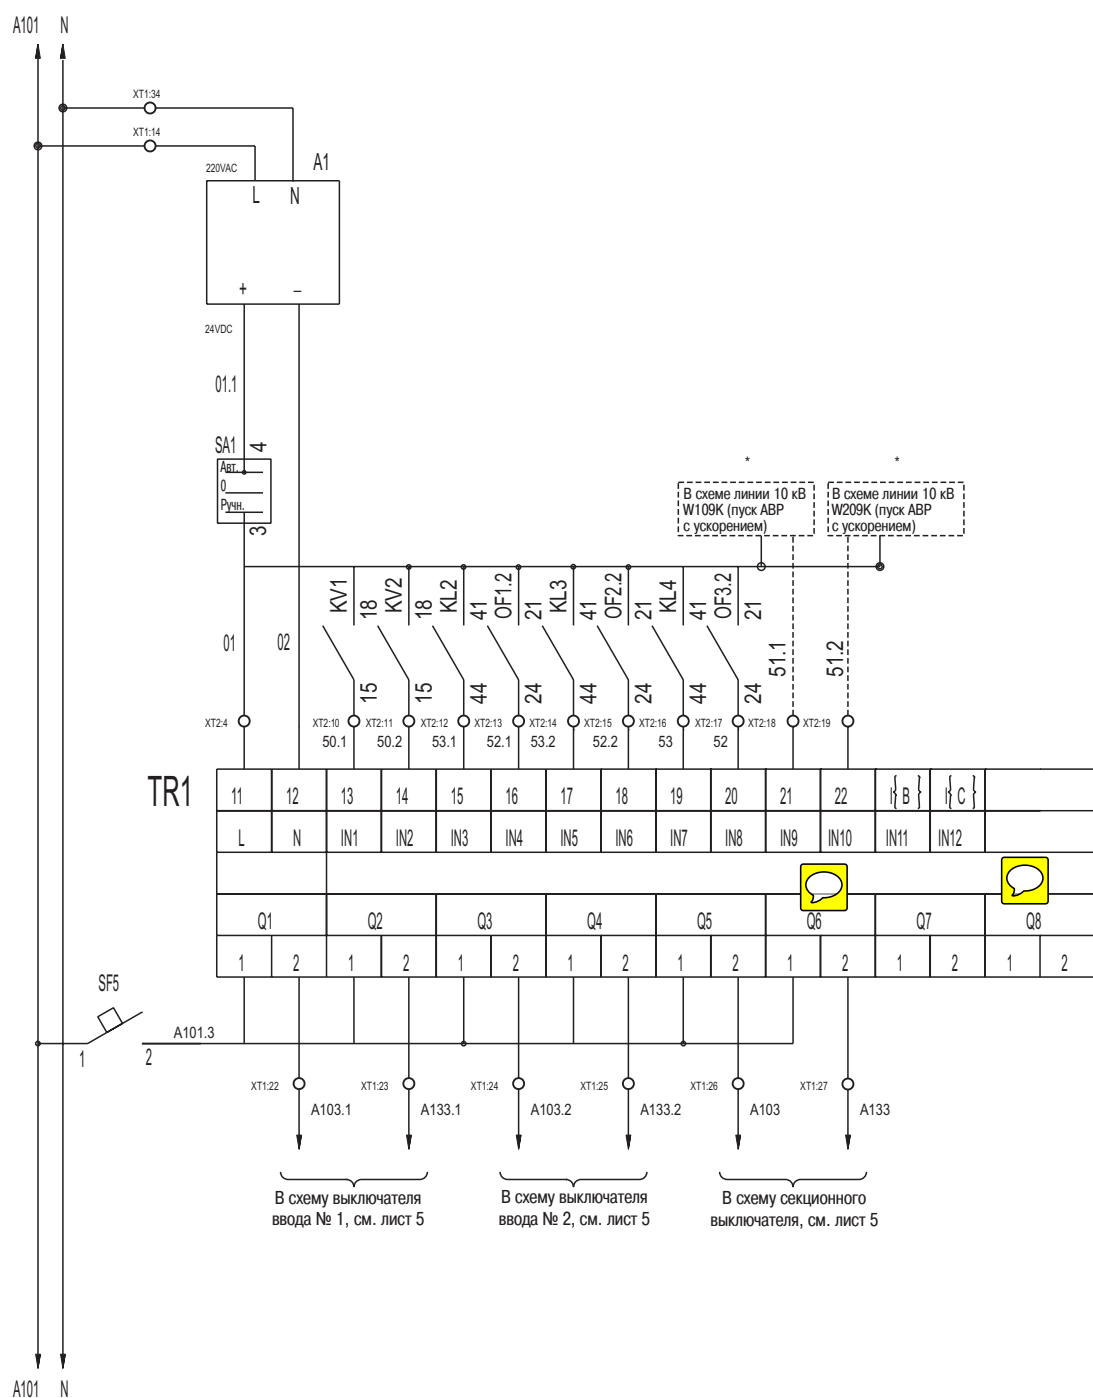 A101 N
XT1:34
XT1:14
220VAC
A1
L N
+ –
24VDC
01.1
SA1
4
Авт.
0
Ручн.
3
*
*
В схеме линии 10 кВ
W109K (пуск АВР
с ускорением)
В схеме линии 10 кВ
W209K (пуск АВР
с ускорением)
KV1 18 KV2 18 KL2 41 OF1.2 21 KL3 41 OF2.2 21 KL4 41 OF3.2 21
01 02
15 15 44 24 44 24 44 24
51.1 51.2
XT2:4 XT2:10 XT2:11 XT2:12 XT2:13 XT2:14 XT2:15 XT2:16 XT2:17 XT2:18 XT2:19
50.1 50.2 53.1 52.1 53.2 52.2 53 52
TR1
11 12 13 14 15 16 17 18 19 20 21 22 I{B} I{C}
L N IN1 IN2 IN3 IN4 IN5 IN6 IN7 IN8 IN9 IN10 IN11 IN12
Q1 Q2 Q3 Q4 Q5 Q6 Q7 Q8
1 2 1 2 1 2 1 2 1 2 1 2 1 2 1 2
SF5
1 2
A101.3
XT1:22 XT1:23 XT1:24 XT1:25 XT1:26 XT1:27
A103.1 A133.1 A103.2 A133.2 A103 A133
В схему выключателя
ввода № 1, см. лист 5
В схему выключателя
ввода № 2, см. лист 5
В схему секционного
выключателя, см. лист 5
A101 N